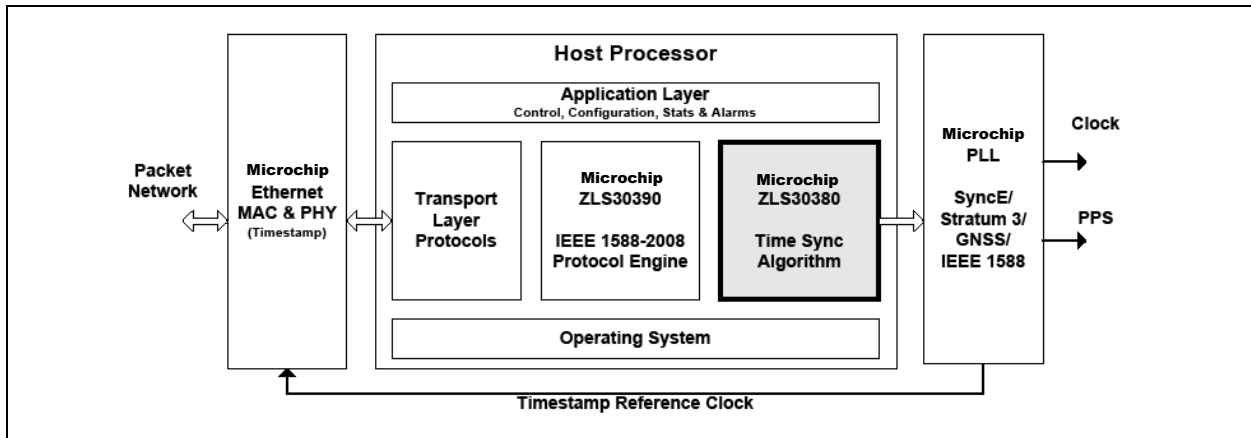 Host Processor
Application Layer
Control, Configuration, Stats & Alarms
Packet
Network
Microchip
Ethernet
MAC & PHY
(Timestamp)
Transport
Layer
Protocols
Microchip
ZLS30390
IEEE 1588-2008
Protocol Engine
Microchip
ZLS30380
Time Sync
Algorithm
Microchip
PLL
SyncE/
Stratum 3/
GNSS/
IEEE 1588
Clock
PPS
Operating System
Timestamp Reference Clock